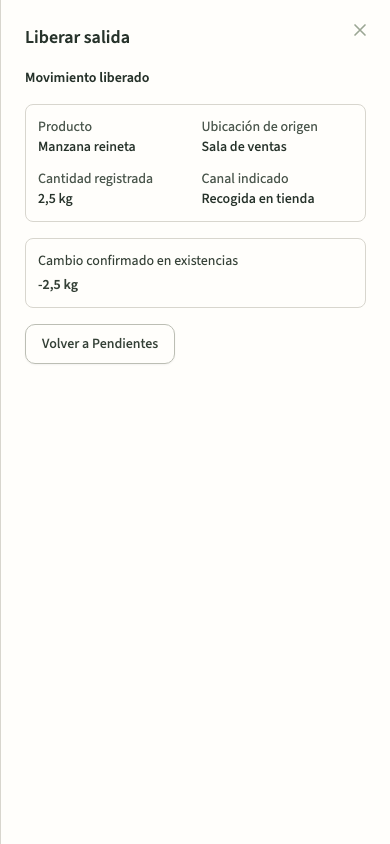 Liberar salida
Movimiento liberado
Producto
Manzana reineta
Ubicación de origen
Sala de ventas
Cantidad registrada
2,5 kg
Canal indicado
Recogida en tienda
Cambio confirmado en existencias
-2,5 kg
Volver a Pendientes